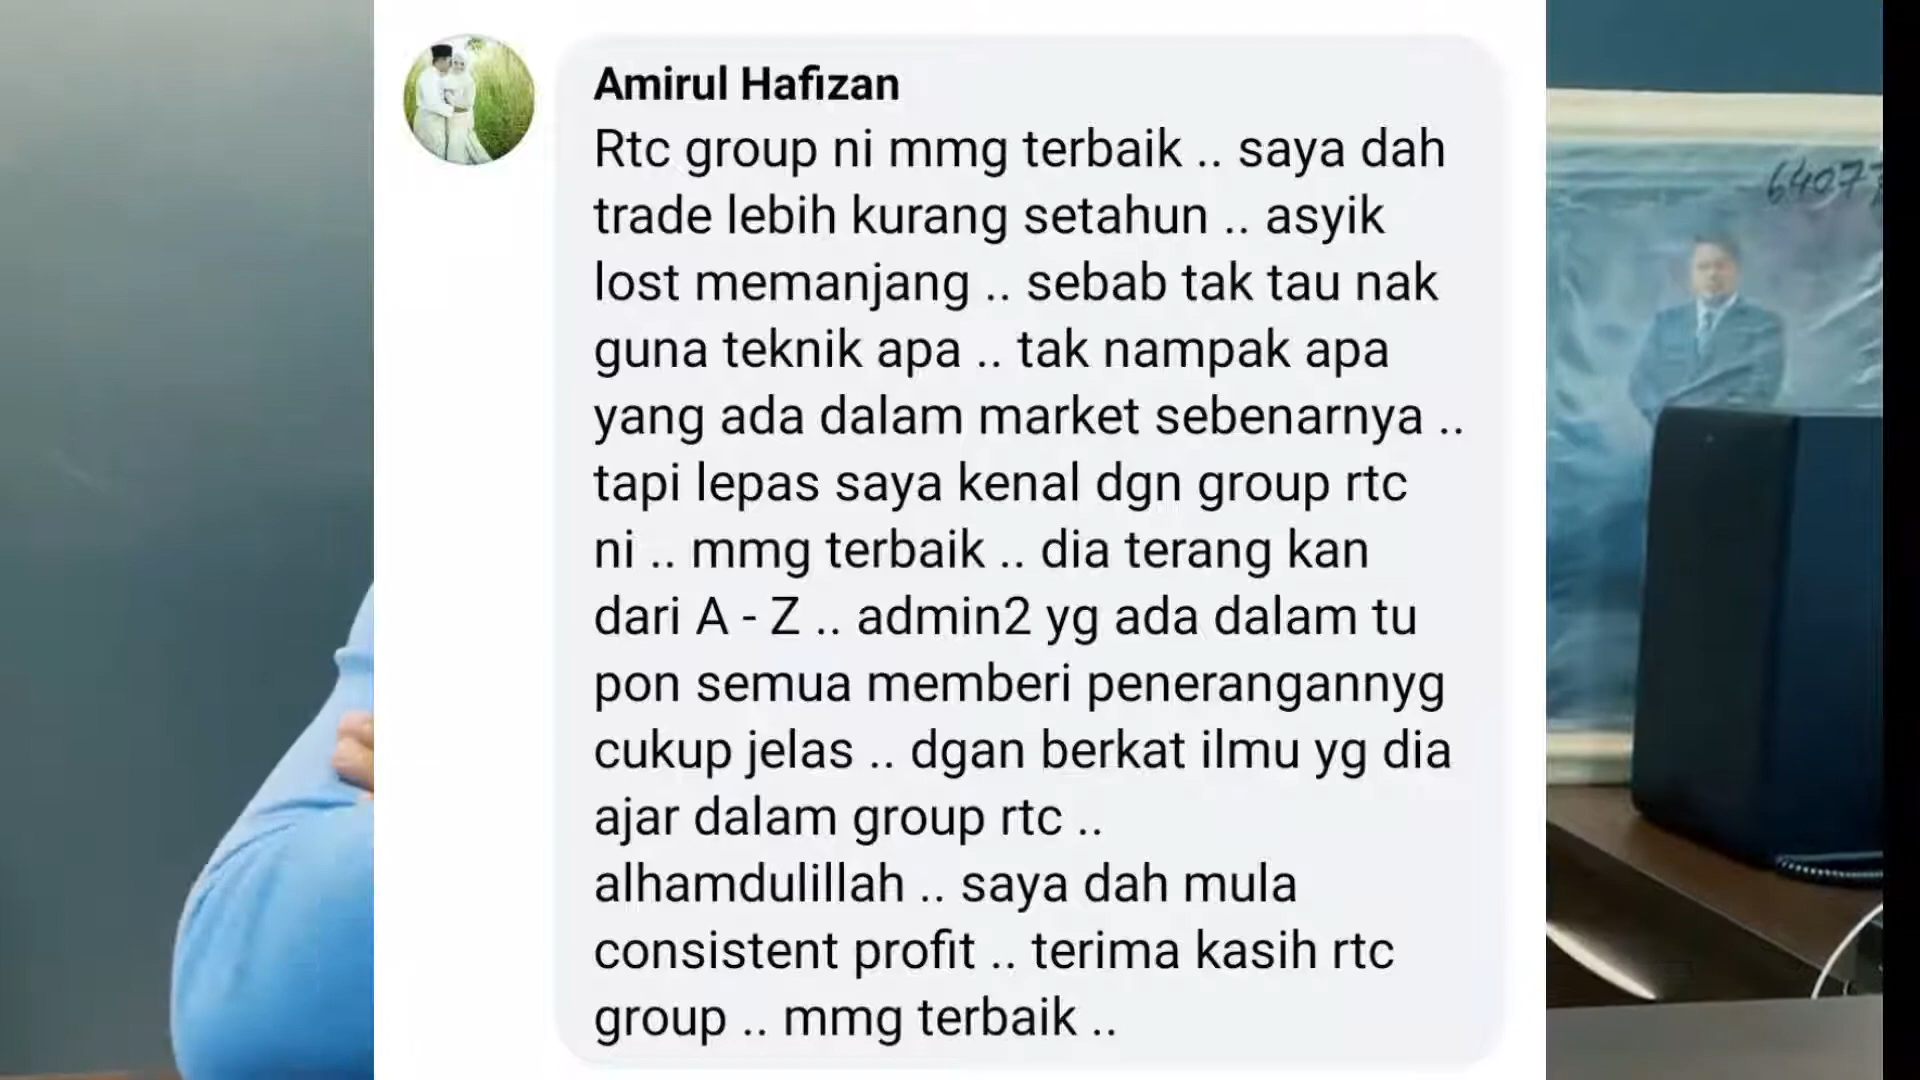 Amirul Hafizan
Rtc group ni mmg terbaik .. saya dah
trade lebih kurang setahun .. asyik
lost memanjang .. sebab tak tau nak
guna teknik apa .. tak nampak apa
yang ada dalam market sebenarnya ..
tapi lepas saya kenal dgn group rtc
ni .. mmg terbaik .. dia terang kan
dari A - Z .. admin2 yg ada dalam tu
pon semua memberi penerangannyg
cukup jelas .. dgan berkat ilmu yg dia
ajar dalam group rtc ..
alhamdulillah .. saya dah mula
consistent profit .. terima kasih rtc
group .. mmg terbaik ..